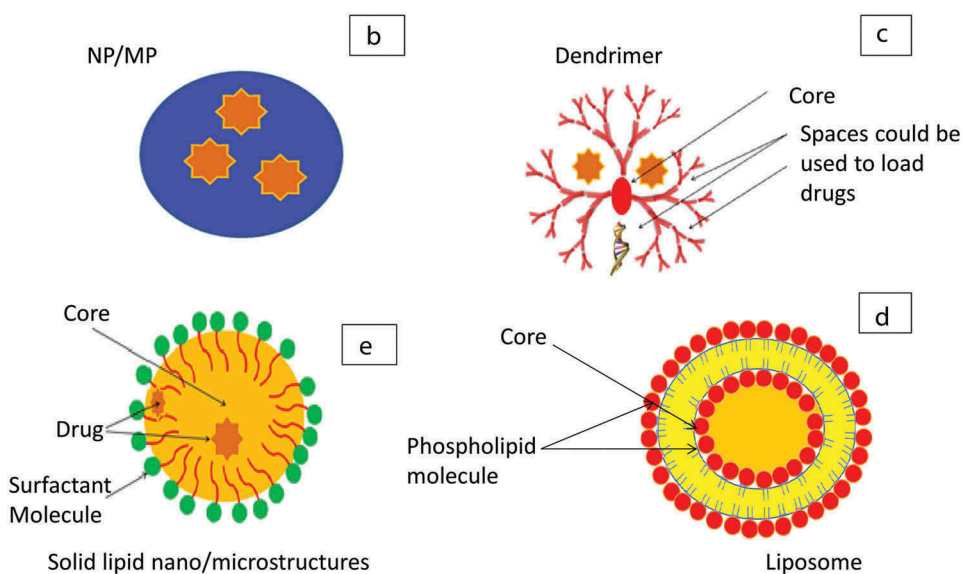 b
NP/MP
c
Dendrimer
Core
Spaces could be
used to load
drugs
Core
e
Drug
Surfactant
Molecule
Solid lipid nano/microstructures
d
Core
Phospholipid
molecule
Liposome